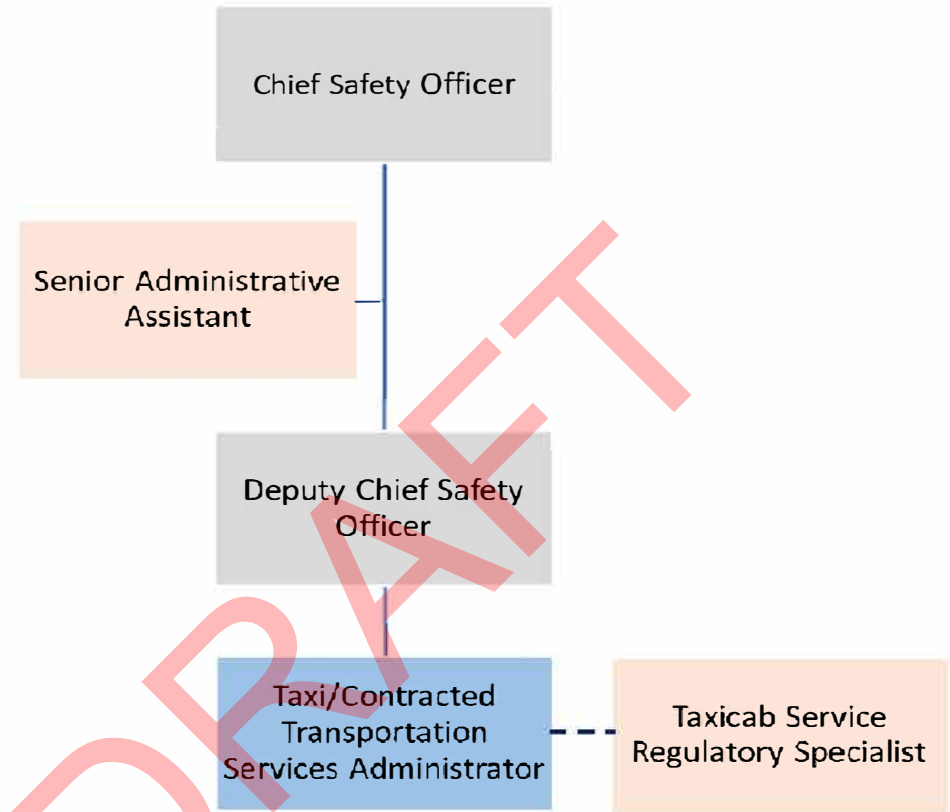 Chief Safety Officer
Senior Administrative
Assistant
Deputy Chief Safety
Officer
Taxi/Contracted
Transportation
Services Administrator
Taxicab Service
Regulatory Specialist
DRAFT